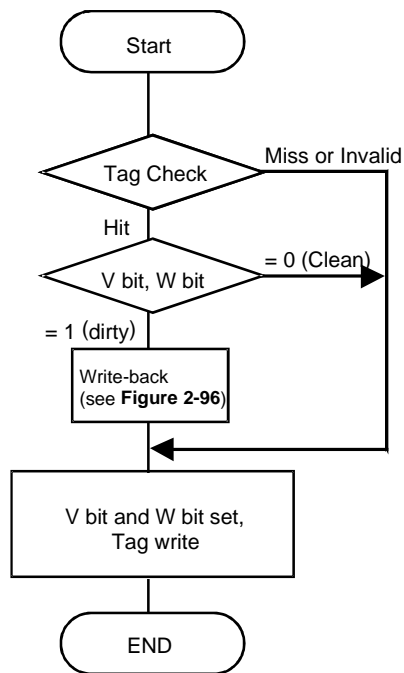 Start
Tag Check
Miss or Invalid
Hit
V bit, W bit
= 0 (Clean)
= 1 (dirty)
Write-back
(see Figure 2-96)
V bit and W bit set,
Tag write
END